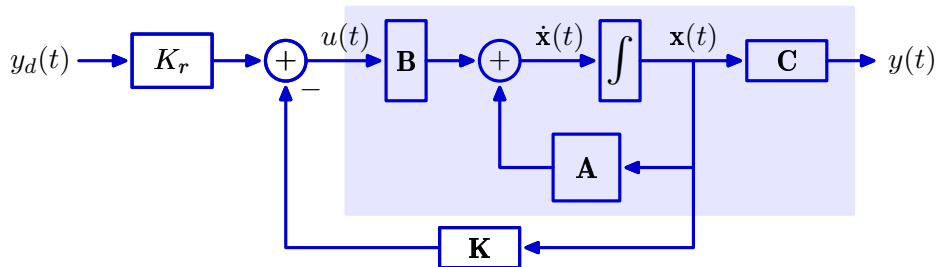 y_d(t) K_r + − u(t) B + ẋ(t) ∫ x(t) C y(t)
A
K